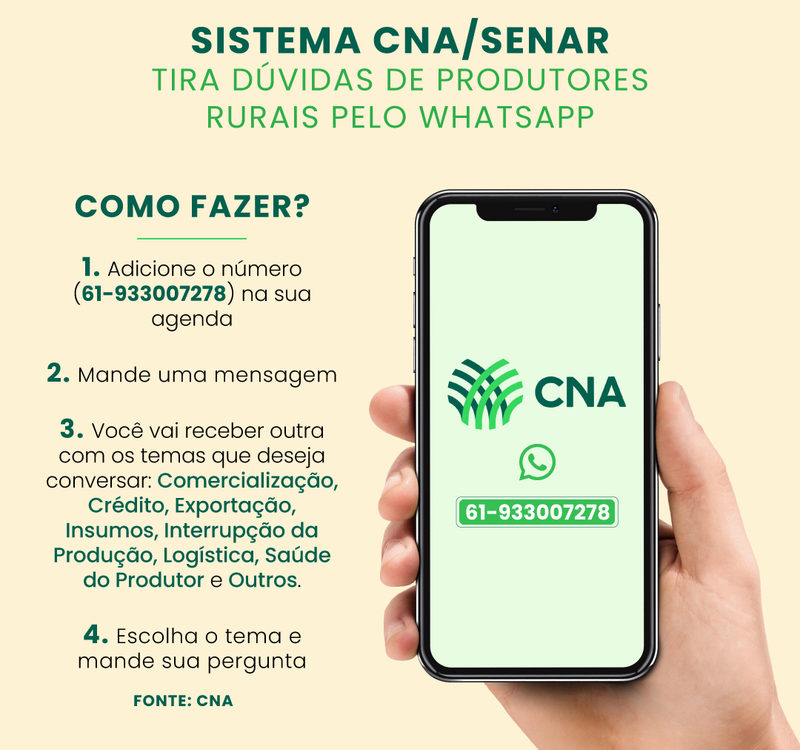 SISTEMA CNA/SENAR
TIRA DÚVIDAS DE PRODUTORES
RURAIS PELO WHATSAPP
COMO FAZER?
1. Adicione o número
(61-933007278) na sua
agenda
2. Mande uma mensagem
3. Você vai receber outra
com os temas que deseja
conversar: Comercialização,
Crédito, Exportação,
Insumos, Interrupção da
Produção, Logística, Saúde
do Produtor e Outros.
4. Escolha o tema e
mande sua pergunta
FONTE: CNA
CNA
61-933007278